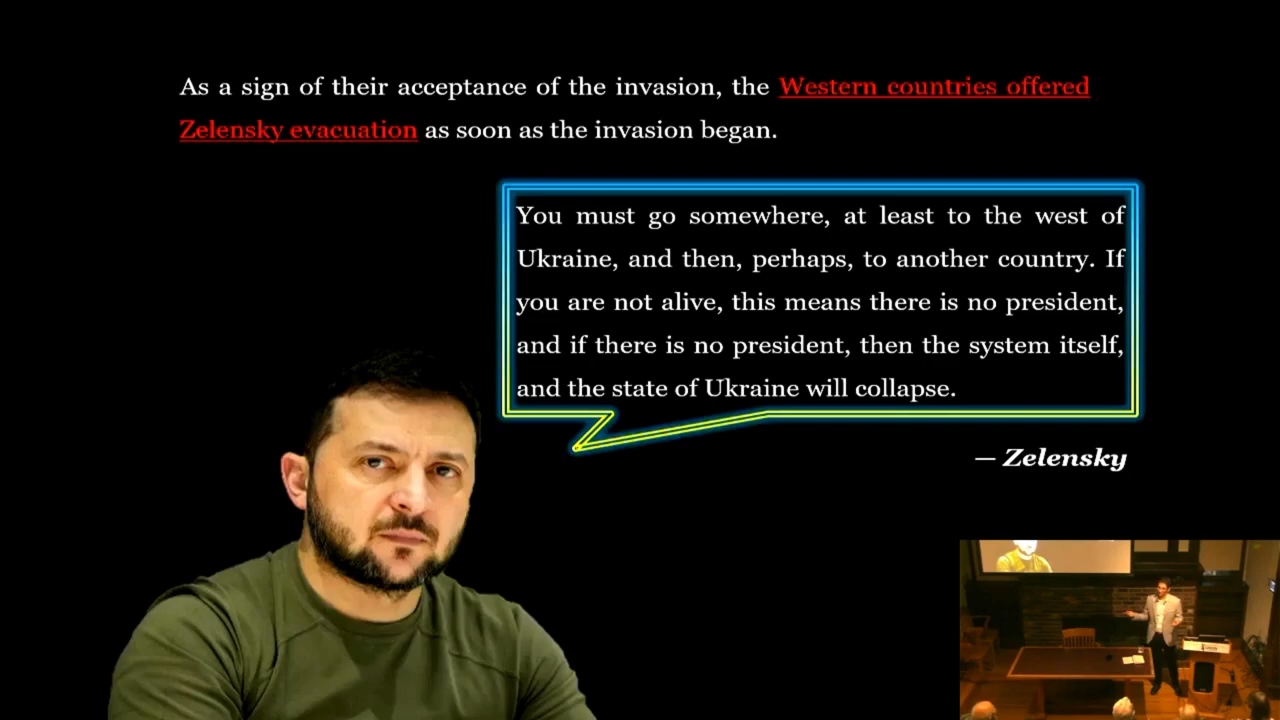 As a sign of their acceptance of the invasion, the Western countries offered
Zelensky evacuation as soon as the invasion began.
You must go somewhere, at least to the west of
Ukraine, and then, perhaps, to another country. If
you are not alive, this means there is no president,
and if there is no president, then the system itself,
and the state of Ukraine will collapse.
— Zelensky